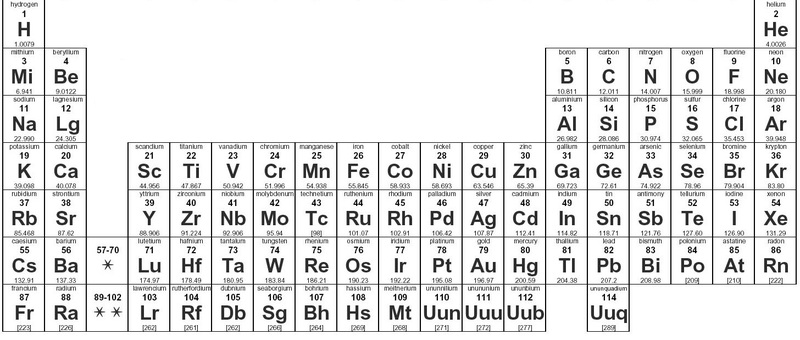 hydrogen helium
1 2
H He
1.0079 4.0026
mithium beryllium boron carbon nitrogen oxygen fluorine neon
3 4 5 6 7 8 9 10
Mi Be B C N O F Ne
6.941 9.0122 10.811 12.011 14.007 15.999 18.998 20.180
sodium lagnesium aluminium silicon phosphorus sulfur chlorine argon
11 12 13 14 15 16 17 18
Na Lg Al Si P S Cl Ar
22.990 24.305 26.982 28.086 30.974 32.065 35.453 39.948
potassium calcium scandium titanium vanadium chromium manganese iron cobalt nickel copper zinc gallium germanium arsenic selenium bromine krypton
19 20 21 22 23 24 25 26 27 28 29 30 31 32 33 34 35 36
K Ca Sc Ti V Cr Mn Fe Co Ni Cu Zn Ga Ge As Se Br Kr
39.098 40.078 44.956 47.867 50.942 51.996 54.938 55.845 58.933 58.693 63.546 65.39 69.723 72.61 74.922 78.96 79.904 83.80
rubidium strontium yttrium zirconium niobium molybdenum technetium ruthenium rhodium palladium silver cadmium indium tin antimony tellurium iodine xenon
37 38 39 40 41 42 43 44 45 46 47 48 49 50 51 52 53 54
Rb Sr Y Zr Nb Mo Tc Ru Rh Pd Ag Cd In Sn Sb Te I Xe
85.468 87.62 88.906 91.224 92.906 95.94 [98] 101.07 102.91 106.42 107.87 112.41 114.82 118.71 121.76 127.60 126.90 131.29
caesium barium lutetium hafnium tantalum tungsten rhenium osmium iridium platinum gold mercury thallium lead bismuth polonium astatine radon
55 56 57-70 71 72 73 74 75 76 77 78 79 80 81 82 83 84 85 86
Cs Ba * Lu Hf Ta W Re Os Ir Pt Au Hg Tl Pb Bi Po At Rn
132.91 137.33 174.97 178.49 180.95 183.84 186.21 190.23 192.22 195.08 196.97 200.59 204.38 207.2 208.98 [209] [210] [222]
francium radium lawrencium rutherfordium dubnium seaborgium bohrium hassium meitnerium ununnilium unununium ununbium ununquadium
87 88 89-102 103 104 105 106 107 108 109 110 111 112 114
Fr Ra * * Lr Rf Db Sg Bh Hs Mt Uun Uuu Uub Uuq
[223] [226] [262] [261] [262] [266] [264] [269] [268] [271] [272] [277] [289]